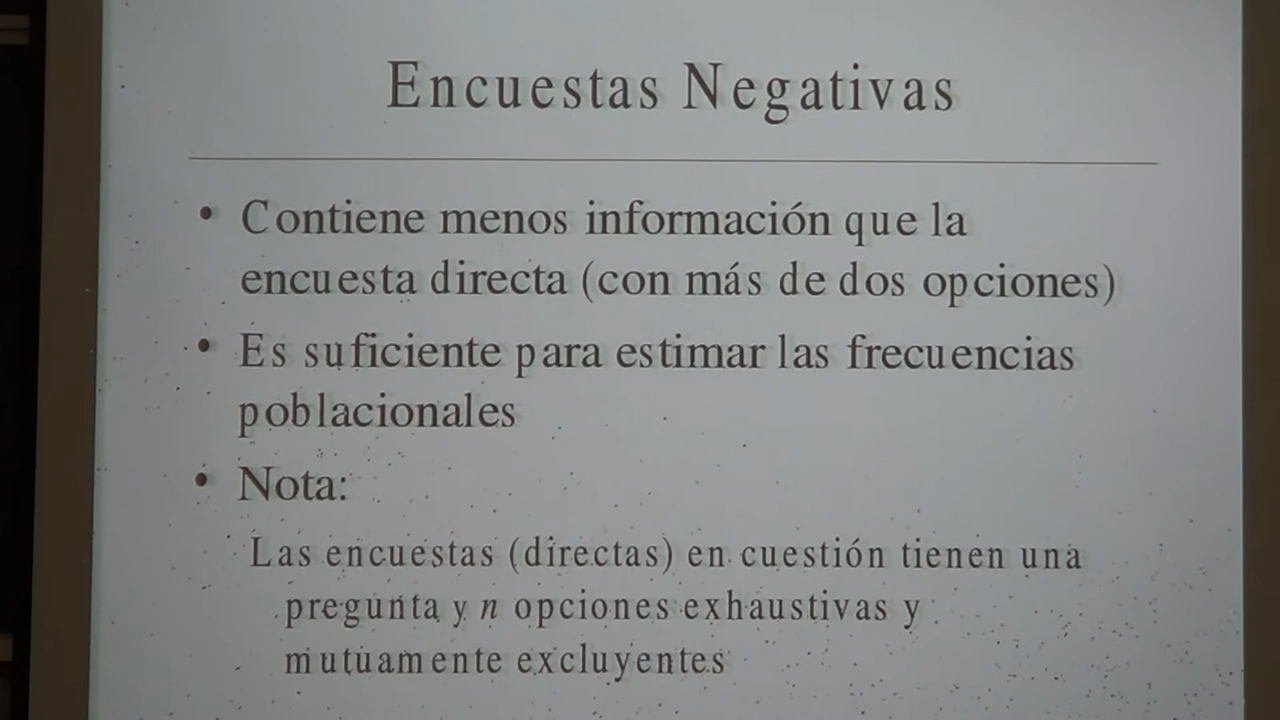 Encuestas Negativas
• Contiene menos información que la
encuesta directa (con más de dos opciones)
• Es suficiente para estimar las frecuencias
poblacionales
• Nota:
Las encuestas (directas) en cuestión tienen una
pregunta y n opciones exhaustivas y
mutuamente excluyentes